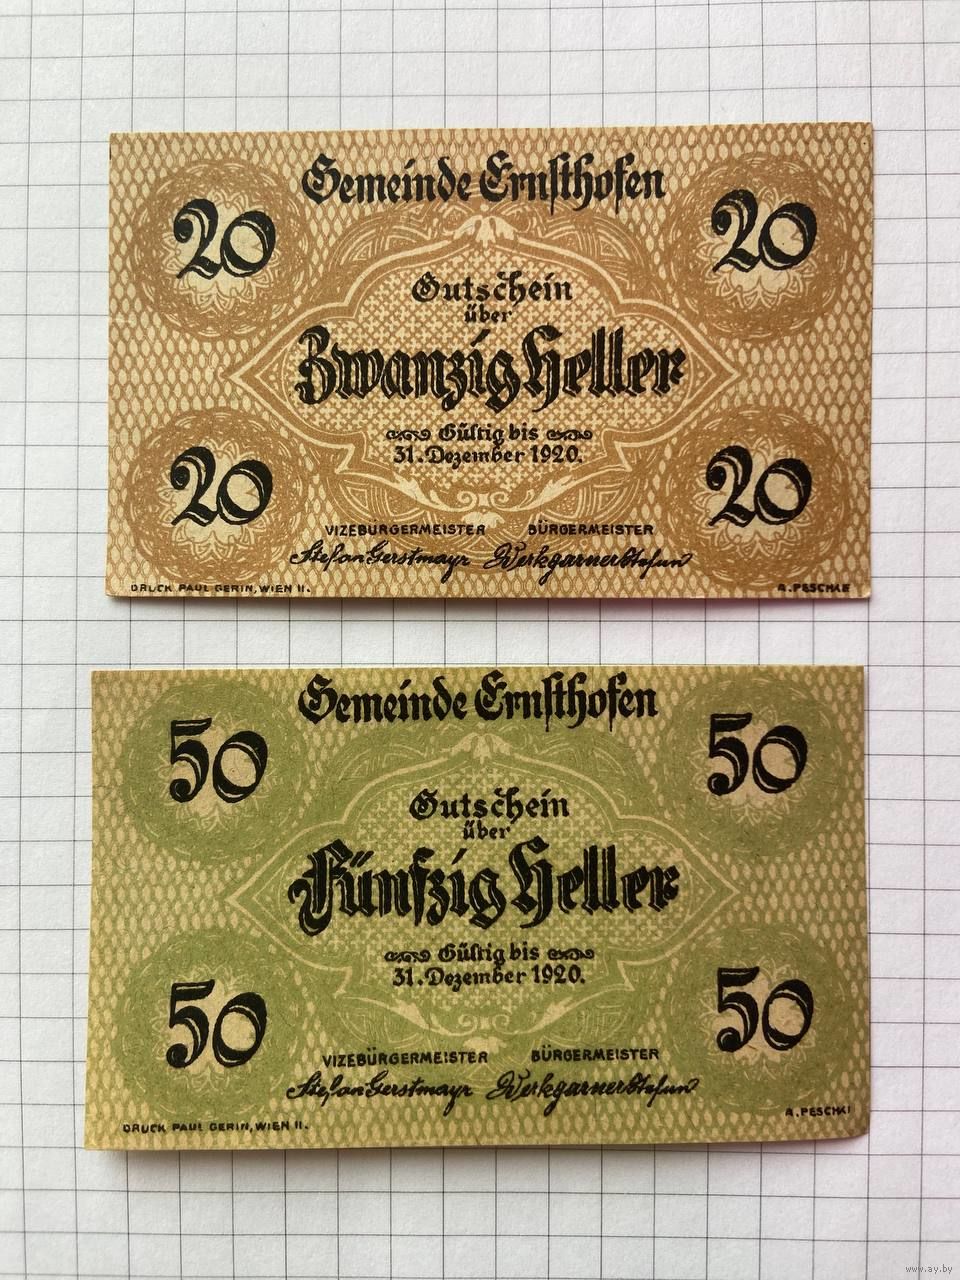 Gemeinde Ernsthofen
20 20
Gutschein
über
Zwanzig Heller
Gültig bis
31. Dezember 1920.
20 20
VIZEBÜRGERMEISTER BÜRGERMEISTER
Stefan Gerstmayr Werkgarner Stefan
DRUCK PAUL GERIN, WIEN II. A. PESCHKE
Gemeinde Ernsthofen
50 50
Gutschein
über
Fünfzig Heller
Gültig bis
31. Dezember 1920.
50 50
VIZEBÜRGERMEISTER BÜRGERMEISTER
Stefan Gerstmayr Werkgarner Stefan
DRUCK PAUL GERIN, WIEN II. A. PESCHK
www.ay.by